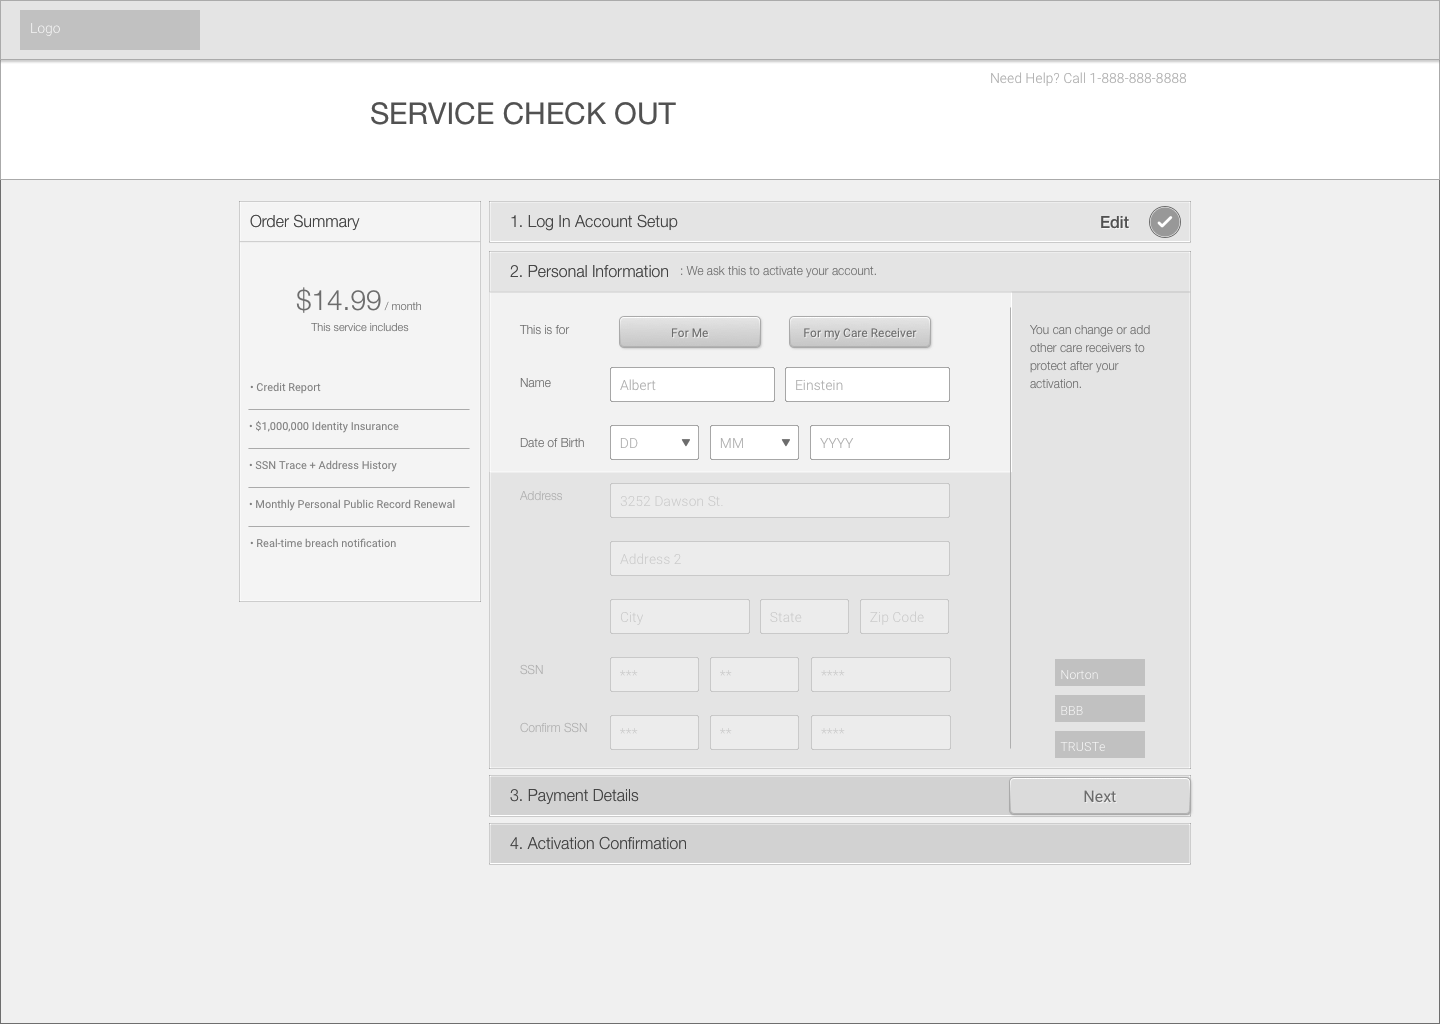 Logo
Need Help? Call 1-888-888-8888
SERVICE CHECK OUT
Order Summary
$14.99 / month
This service includes
• Credit Report
• $1,000,000 Identity Insurance
• SSN Trace + Address History
• Monthly Personal Public Record Renewal
• Real-time breach notification
1. Log In Account Setup
Edit
2. Personal Information : We ask this to activate your account.
This is for
For Me
For my Care Receiver
Name
Albert
Einstein
Date of Birth
DD
MM
YYYY
Address
3252 Dawson St.
Address 2
City
State
Zip Code
SSN
***
**
****
Confirm SSN
***
**
****
You can change or add
other care receivers to
protect after your
activation.
Norton
BBB
TRUSTe
3. Payment Details
Next
4. Activation Confirmation